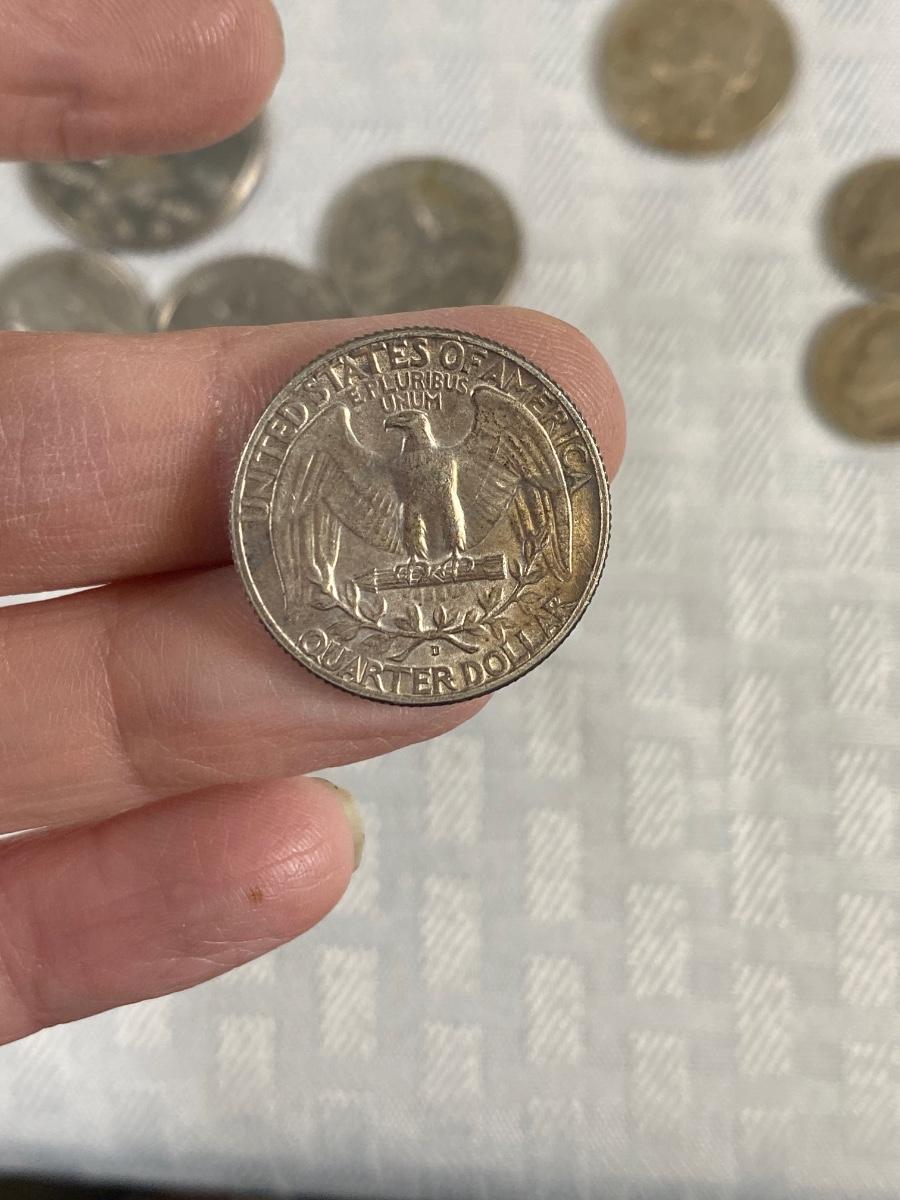 UNITED STATES OF AMERICA
E PLURIBUS
UNUM
D
QUARTER DOLLAR